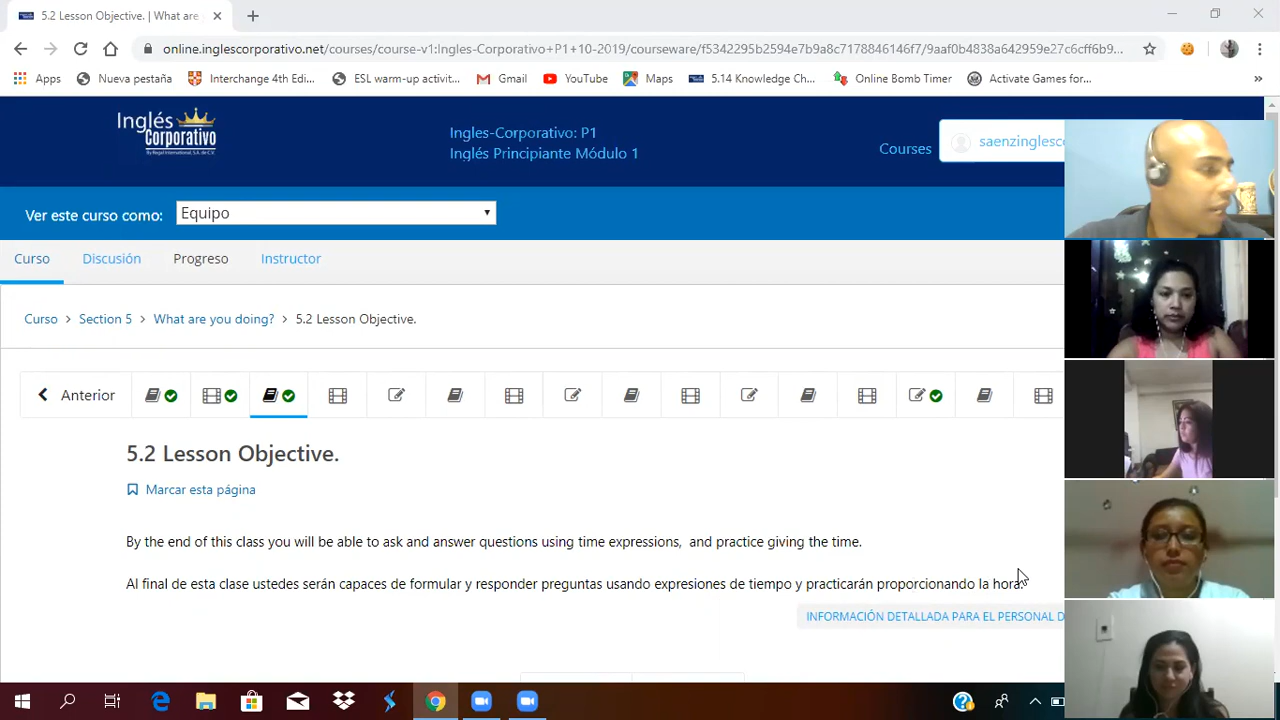 5.2 Lesson Objective. | What are
online.inglescorporativo.net/courses/course-v1:Ingles-Corporativo+P1+10-2019/courseware/f5342295b2594e7b9a8c7178846146f7/9aaf0b4838a642959e27c6cff6b9...
Apps Nueva pestaña Interchange 4th Edi... ESL warm-up activit... Gmail YouTube Maps 5.14 Knowledge Ch... Online Bomb Timer Activate Games for... »
Inglés Corporativo
By Regal International, S.A. de C.V.
Ingles-Corporativo: P1
Inglés Principiante Módulo 1
Courses
saenzinglesco
Ver este curso como: Equipo
Curso Discusión Progreso Instructor
Curso > Section 5 > What are you doing? > 5.2 Lesson Objective.
Anterior
5.2 Lesson Objective.
Marcar esta página
By the end of this class you will be able to ask and answer questions using time expressions, and practice giving the time.
Al final de esta clase ustedes serán capaces de formular y responder preguntas usando expresiones de tiempo y practicarán proporcionando la hora.
INFORMACIÓN DETALLADA PARA EL PERSONAL D